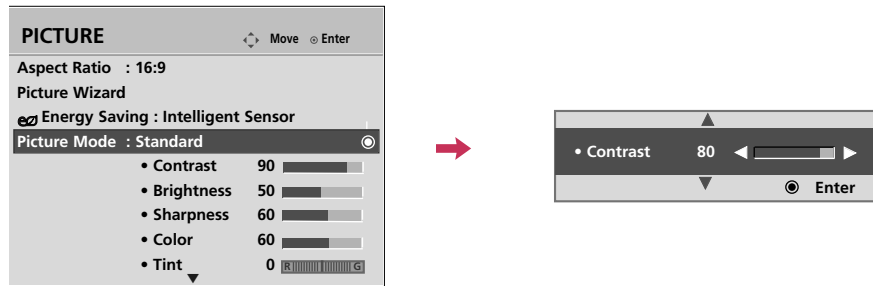 PICTURE Move Enter
Aspect Ratio : 16:9
Picture Wizard
Energy Saving : Intelligent Sensor
Picture Mode : Standard
• Contrast 90
• Brightness 50
• Sharpness 60
• Color 60
• Tint 0 R G
• Contrast 80
Enter